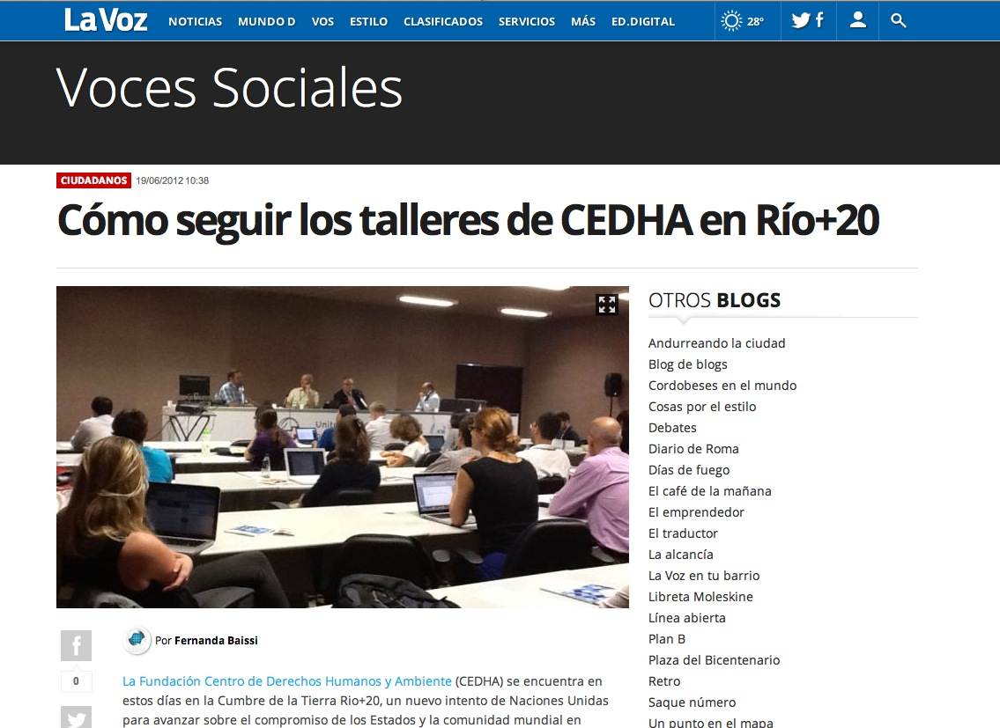 La Voz NOTICIAS MUNDO D VOS ESTILO CLASIFICADOS SERVICIOS MÁS ED.DIGITAL 28º
Voces Sociales
CIUDADANOS 19/06/2012 10:38
Cómo seguir los talleres de CEDHA en Río+20
Unite
Por Fernanda Baissi
0
La Fundación Centro de Derechos Humanos y Ambiente (CEDHA) se encuentra en
estos días en la Cumbre de la Tierra Rio+20, un nuevo intento de Naciones Unidas
para avanzar sobre el compromiso de los Estados y la comunidad mundial en
OTROS BLOGS
Andurreando la ciudad
Blog de blogs
Cordobeses en el mundo
Cosas por el estilo
Debates
Diario de Roma
Días de fuego
El café de la mañana
El emprendedor
El traductor
La alcancía
La Voz en tu barrio
Libreta Moleskine
Línea abierta
Plan B
Plaza del Bicentenario
Retro
Saque número
Un punto en el mapa